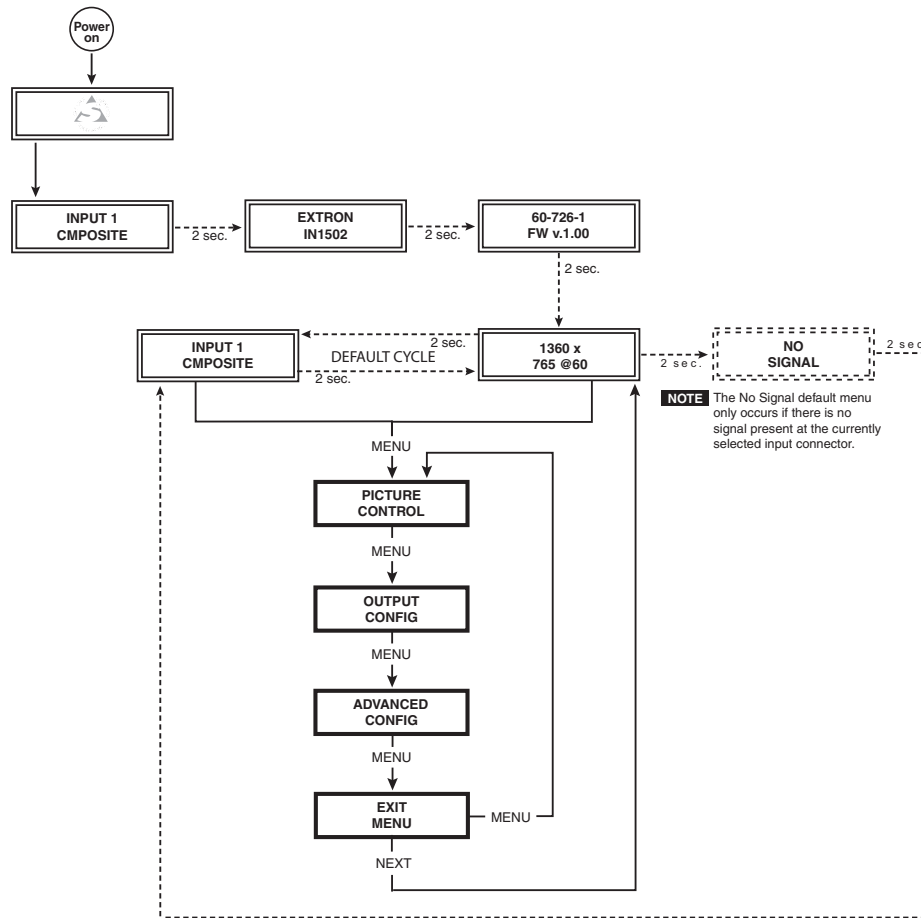 Power
on
INPUT 1
CMPOSITE
2 sec.
EXTRON
IN1502
2 sec.
60-726-1
FW v.1.00
2 sec.
INPUT 1
CMPOSITE
2 sec.
DEFAULT CYCLE
2 sec.
1360 x
765 @60
2 sec.
NO
SIGNAL
2 sec
NOTE The No Signal default menu
only occurs if there is no
signal present at the currently
selected input connector.
MENU
PICTURE
CONTROL
MENU
OUTPUT
CONFIG
MENU
ADVANCED
CONFIG
MENU
EXIT
MENU
MENU
NEXT